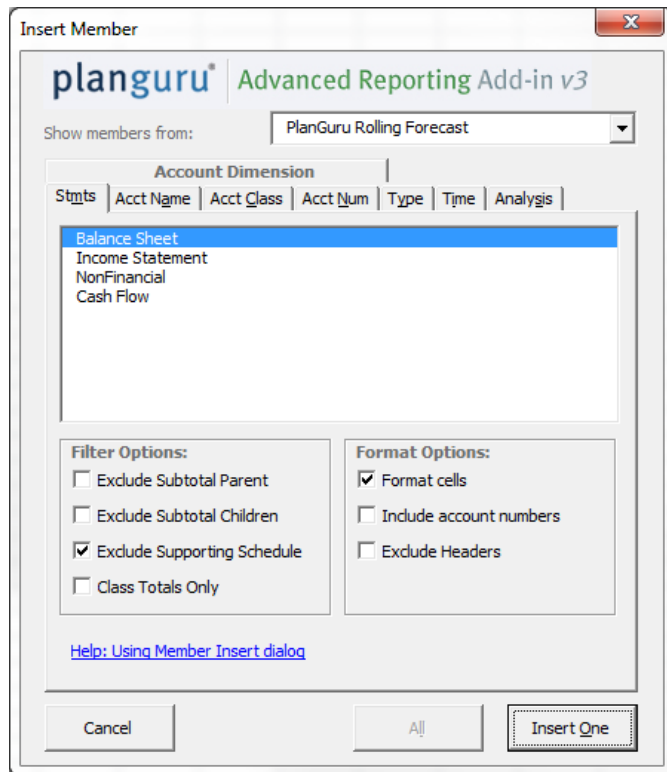 Insert Member
planguru® Advanced Reporting Add-in v3
Show members from: PlanGuru Rolling Forecast
Account Dimension
Stmts Acct Name Acct Class Acct Num Type Time Analysis
Balance Sheet
Income Statement
NonFinancial
Cash Flow
Filter Options: Format Options:
Exclude Subtotal Parent Format cells
Exclude Subtotal Children Include account numbers
Exclude Supporting Schedule Exclude Headers
Class Totals Only
Help: Using Member Insert dialog
Cancel All Insert One